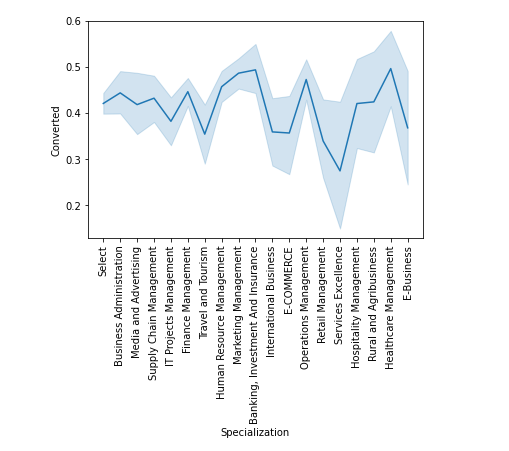 0.6
0.5
0.4
0.3
0.2
Converted
Select
Business Administration
Media and Advertising
Supply Chain Management
IT Projects Management
Finance Management
Travel and Tourism
Human Resource Management
Marketing Management
Banking, Investment And Insurance
International Business
E-COMMERCE
Operations Management
Retail Management
Services Excellence
Hospitality Management
Rural and Agribusiness
Healthcare Management
E-Business
Specialization